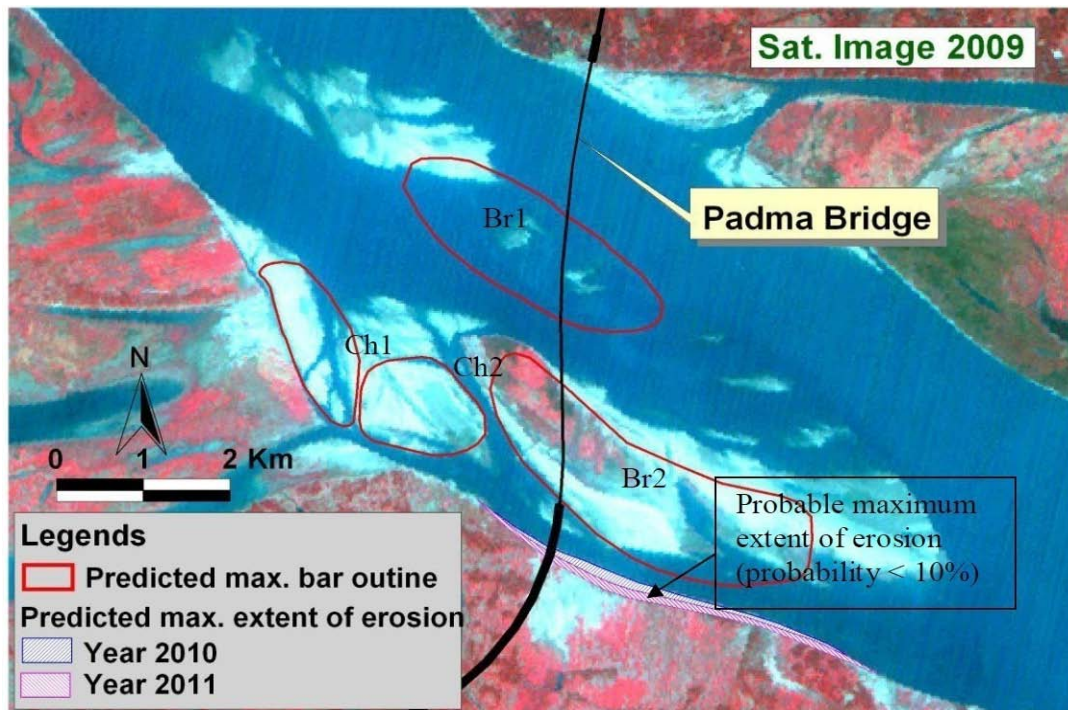 Sat. Image 2009
Padma Bridge
Br1
Ch1
Ch2
Br2
N
0 1 2 Km
Probable maximum
extent of erosion
(probability < 10%)
Legends
Predicted max. bar outine
Predicted max. extent of erosion
Year 2010
Year 2011